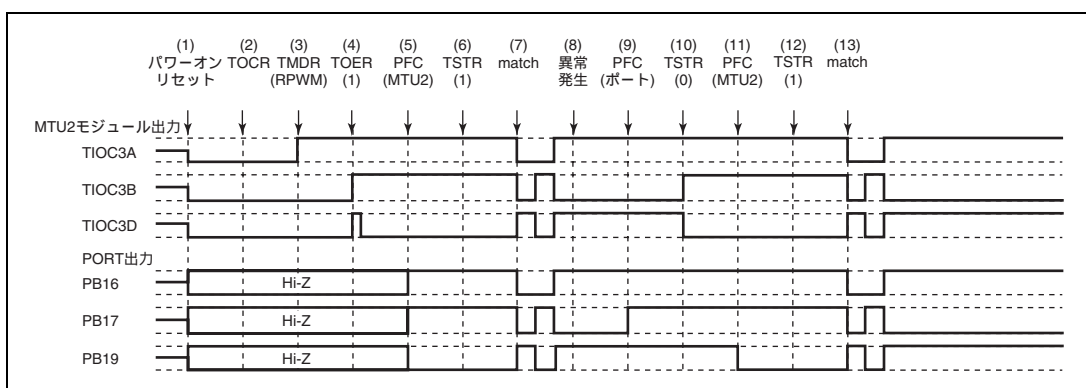 (1) (2) (3) (4) (5) (6) (7) (8) (9) (10) (11) (12) (13)
パワーオン TOCR TMDR TOER PFC TSTR match 異常 PFC TSTR PFC TSTR match
リセット (RPWM) (1) (MTU2) (1) 発生 (ポート) (0) (MTU2) (1)
MTU2モジュール出力
TIOC3A
TIOC3B
TIOC3D
PORT出力
PB16 Hi-Z
PB17 Hi-Z
PB19 Hi-Z